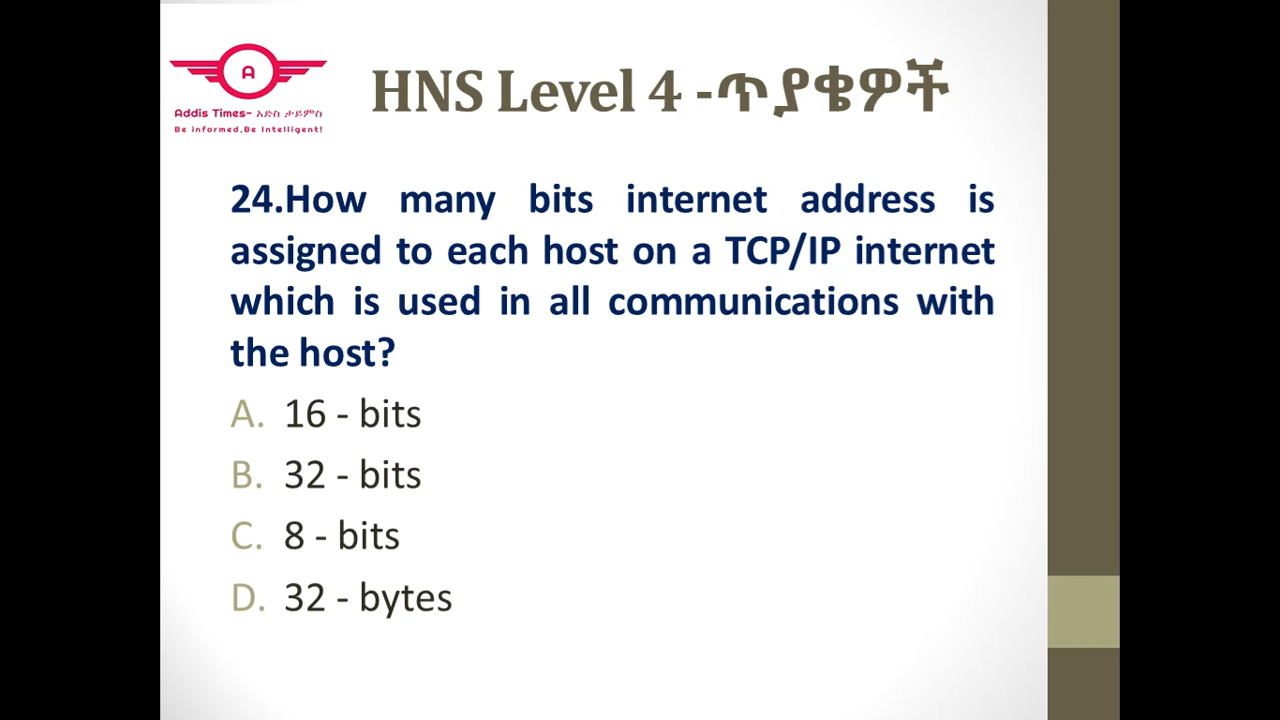 A
Addis Times- አድስ ታይምስ
Be informed,Be Intelligent!
HNS Level 4 -ጥያቄዎች
24.How many bits internet address is
assigned to each host on a TCP/IP internet
which is used in all communications with
the host?
A. 16 - bits
B. 32 - bits
C. 8 - bits
D. 32 - bytes